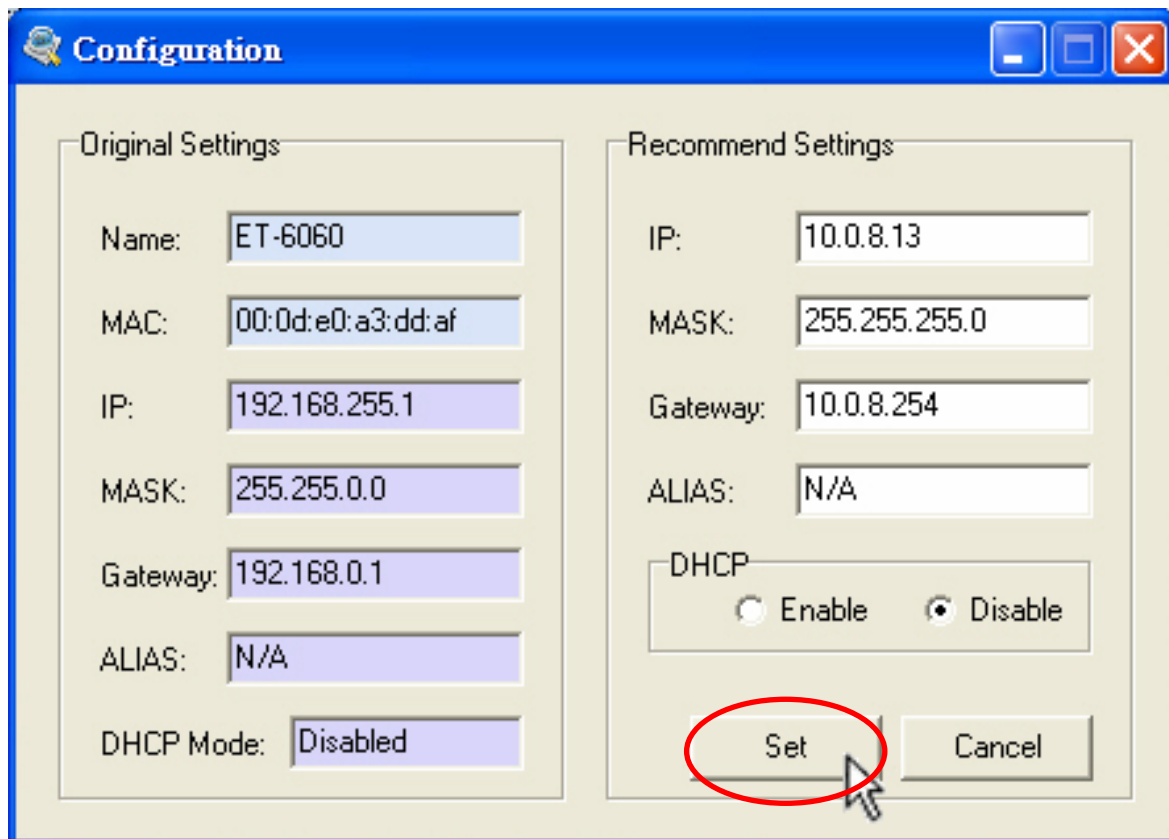 Configuration
Original Settings
Name: ET-6060
MAC: 00:0d:e0:a3:dd:af
IP: 192.168.255.1
MASK: 255.255.0.0
Gateway: 192.168.0.1
ALIAS: N/A
DHCP Mode: Disabled
Recommend Settings
IP: 10.0.8.13
MASK: 255.255.255.0
Gateway: 10.0.8.254
ALIAS: N/A
DHCP
Enable Disable
Set Cancel